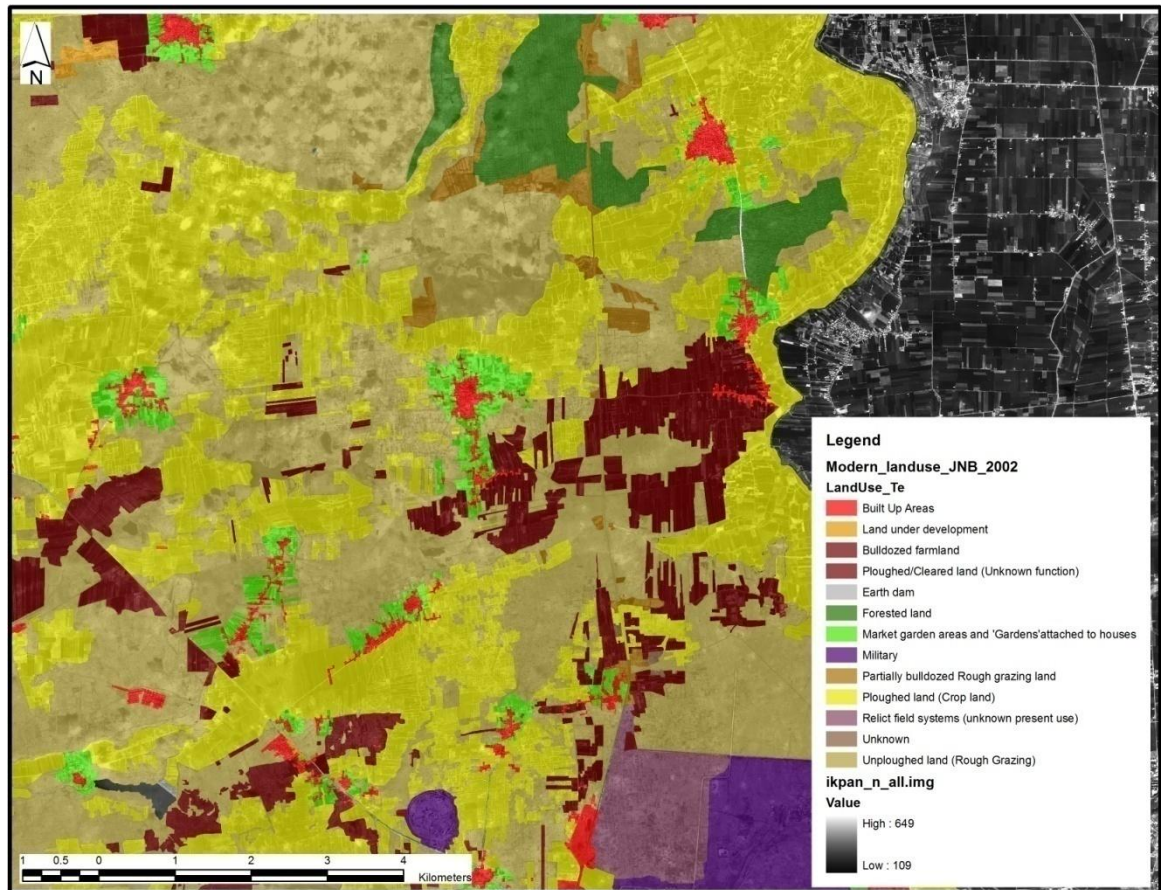 N
Legend
Modern_landuse_JNB_2002
LandUse_Te
Built Up Areas
Land under development
Bulldozed farmland
Ploughed/Cleared land (Unknown function)
Earth dam
Forested land
Market garden areas and 'Gardens'attached to houses
Military
Partially bulldozed Rough grazing land
Ploughed land (Crop land)
Relict field systems (unknown present use)
Unknown
Unploughed land (Rough Grazing)
ikpan_n_all.img
Value
High : 649
Low : 109
1 0.5 0 1 2 3 4
Kilometers